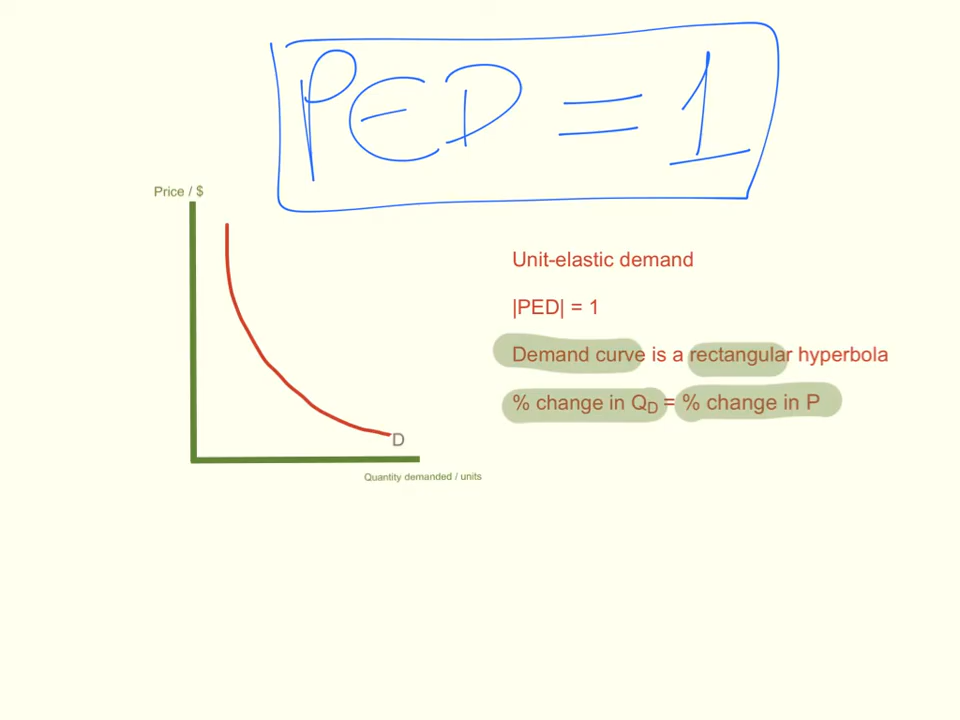 PED = 1
Price / $
Unit-elastic demand
|PED| = 1
Demand curve is a rectangular hyperbola
% change in QD = % change in P
D
Quantity demanded / units